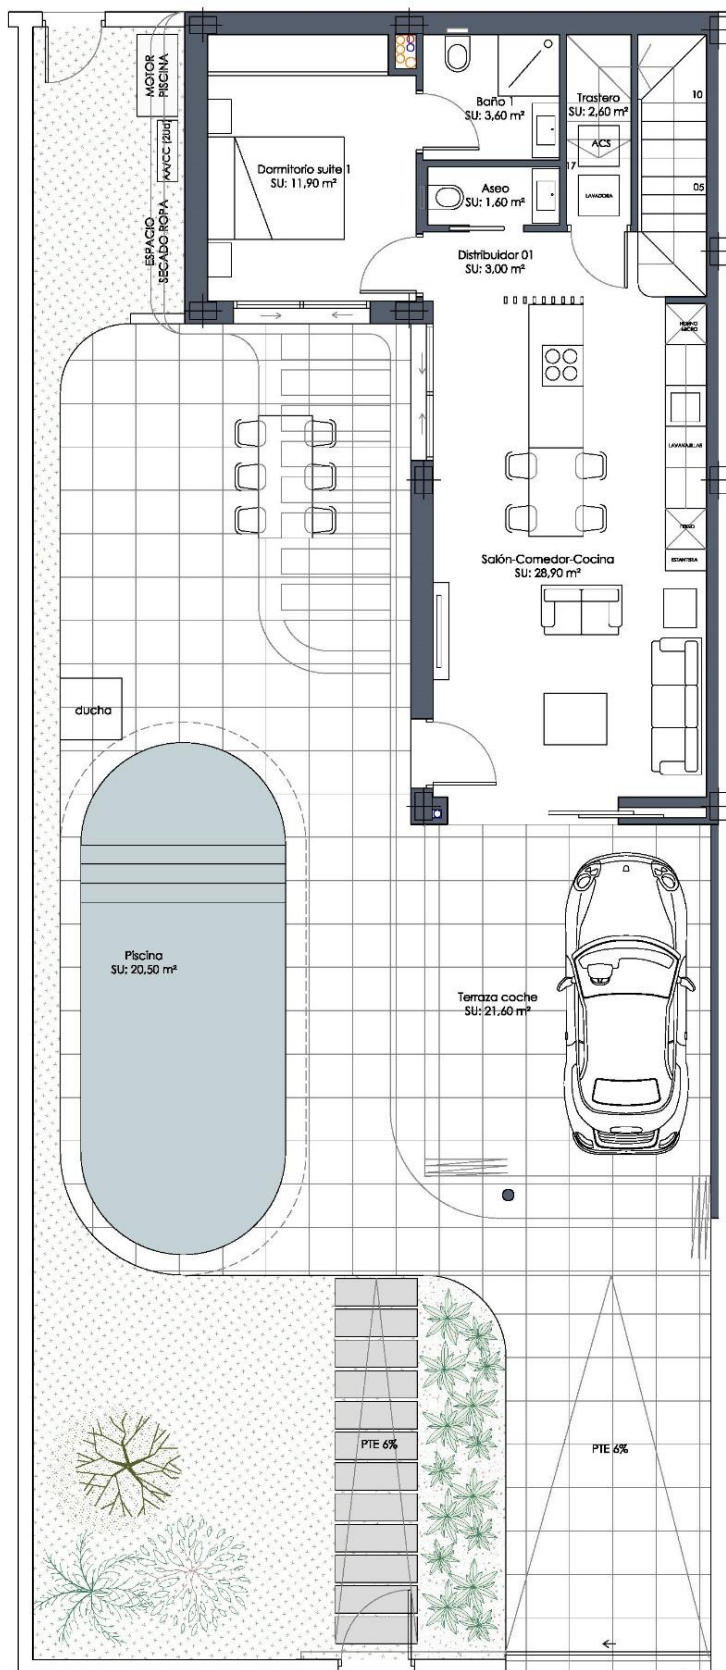 MOTOR
PISCINA
AA/CC (2Ud)
ESPACIO
SECADO ROPA
Dormitorio suite 1
SU: 11,90 m²
Baño 1
SU: 3,60 m²
Trastero
SU: 2,60 m²
ACS
17
LAVADORA
10
05
Aseo
SU: 1,60 m²
Distribuidor 01
SU: 3,00 m²
HORNO
MICRO
LAVAVAJILLAS
FRIGO
ESTANTERIA
Salón-Comedor-Cocina
SU: 28,90 m²
ducha
Piscina
SU: 20,50 m²
Terraza coche
SU: 21,60 m²
PTE 6%
PTE 6%